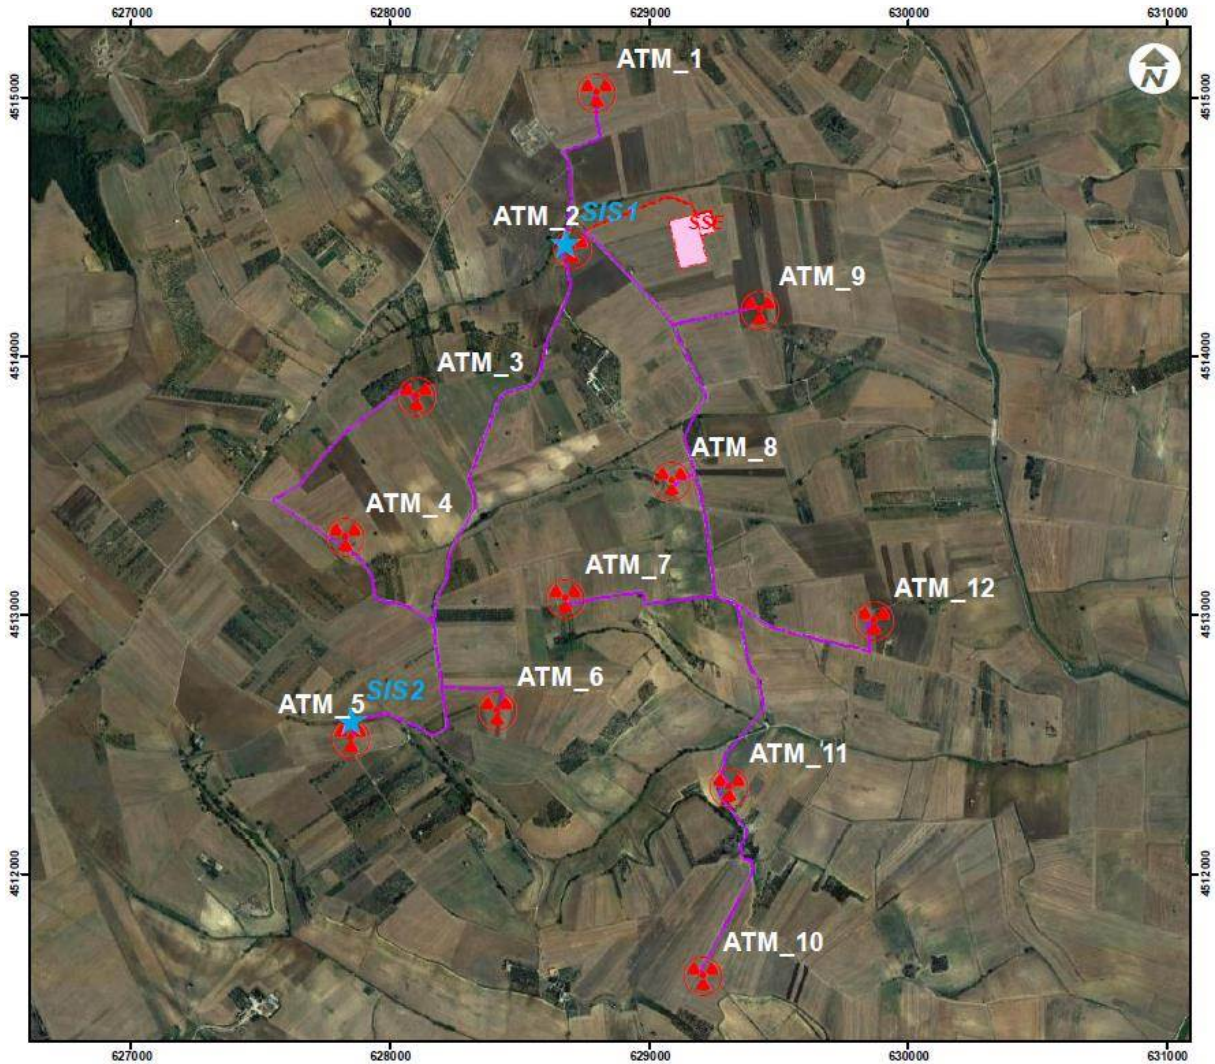 627000 628000 629000 630000 631000
N
ATM_1
4515000 4515000
ATM_2 SIS1
SSE
ATM_9
4514000 4514000
ATM_3
ATM_8
ATM_4
ATM_7
ATM_12
4513000 4513000
ATM_6
ATM_5 SIS2
ATM_11
4512000 4512000
ATM_10
627000 628000 629000 630000 631000